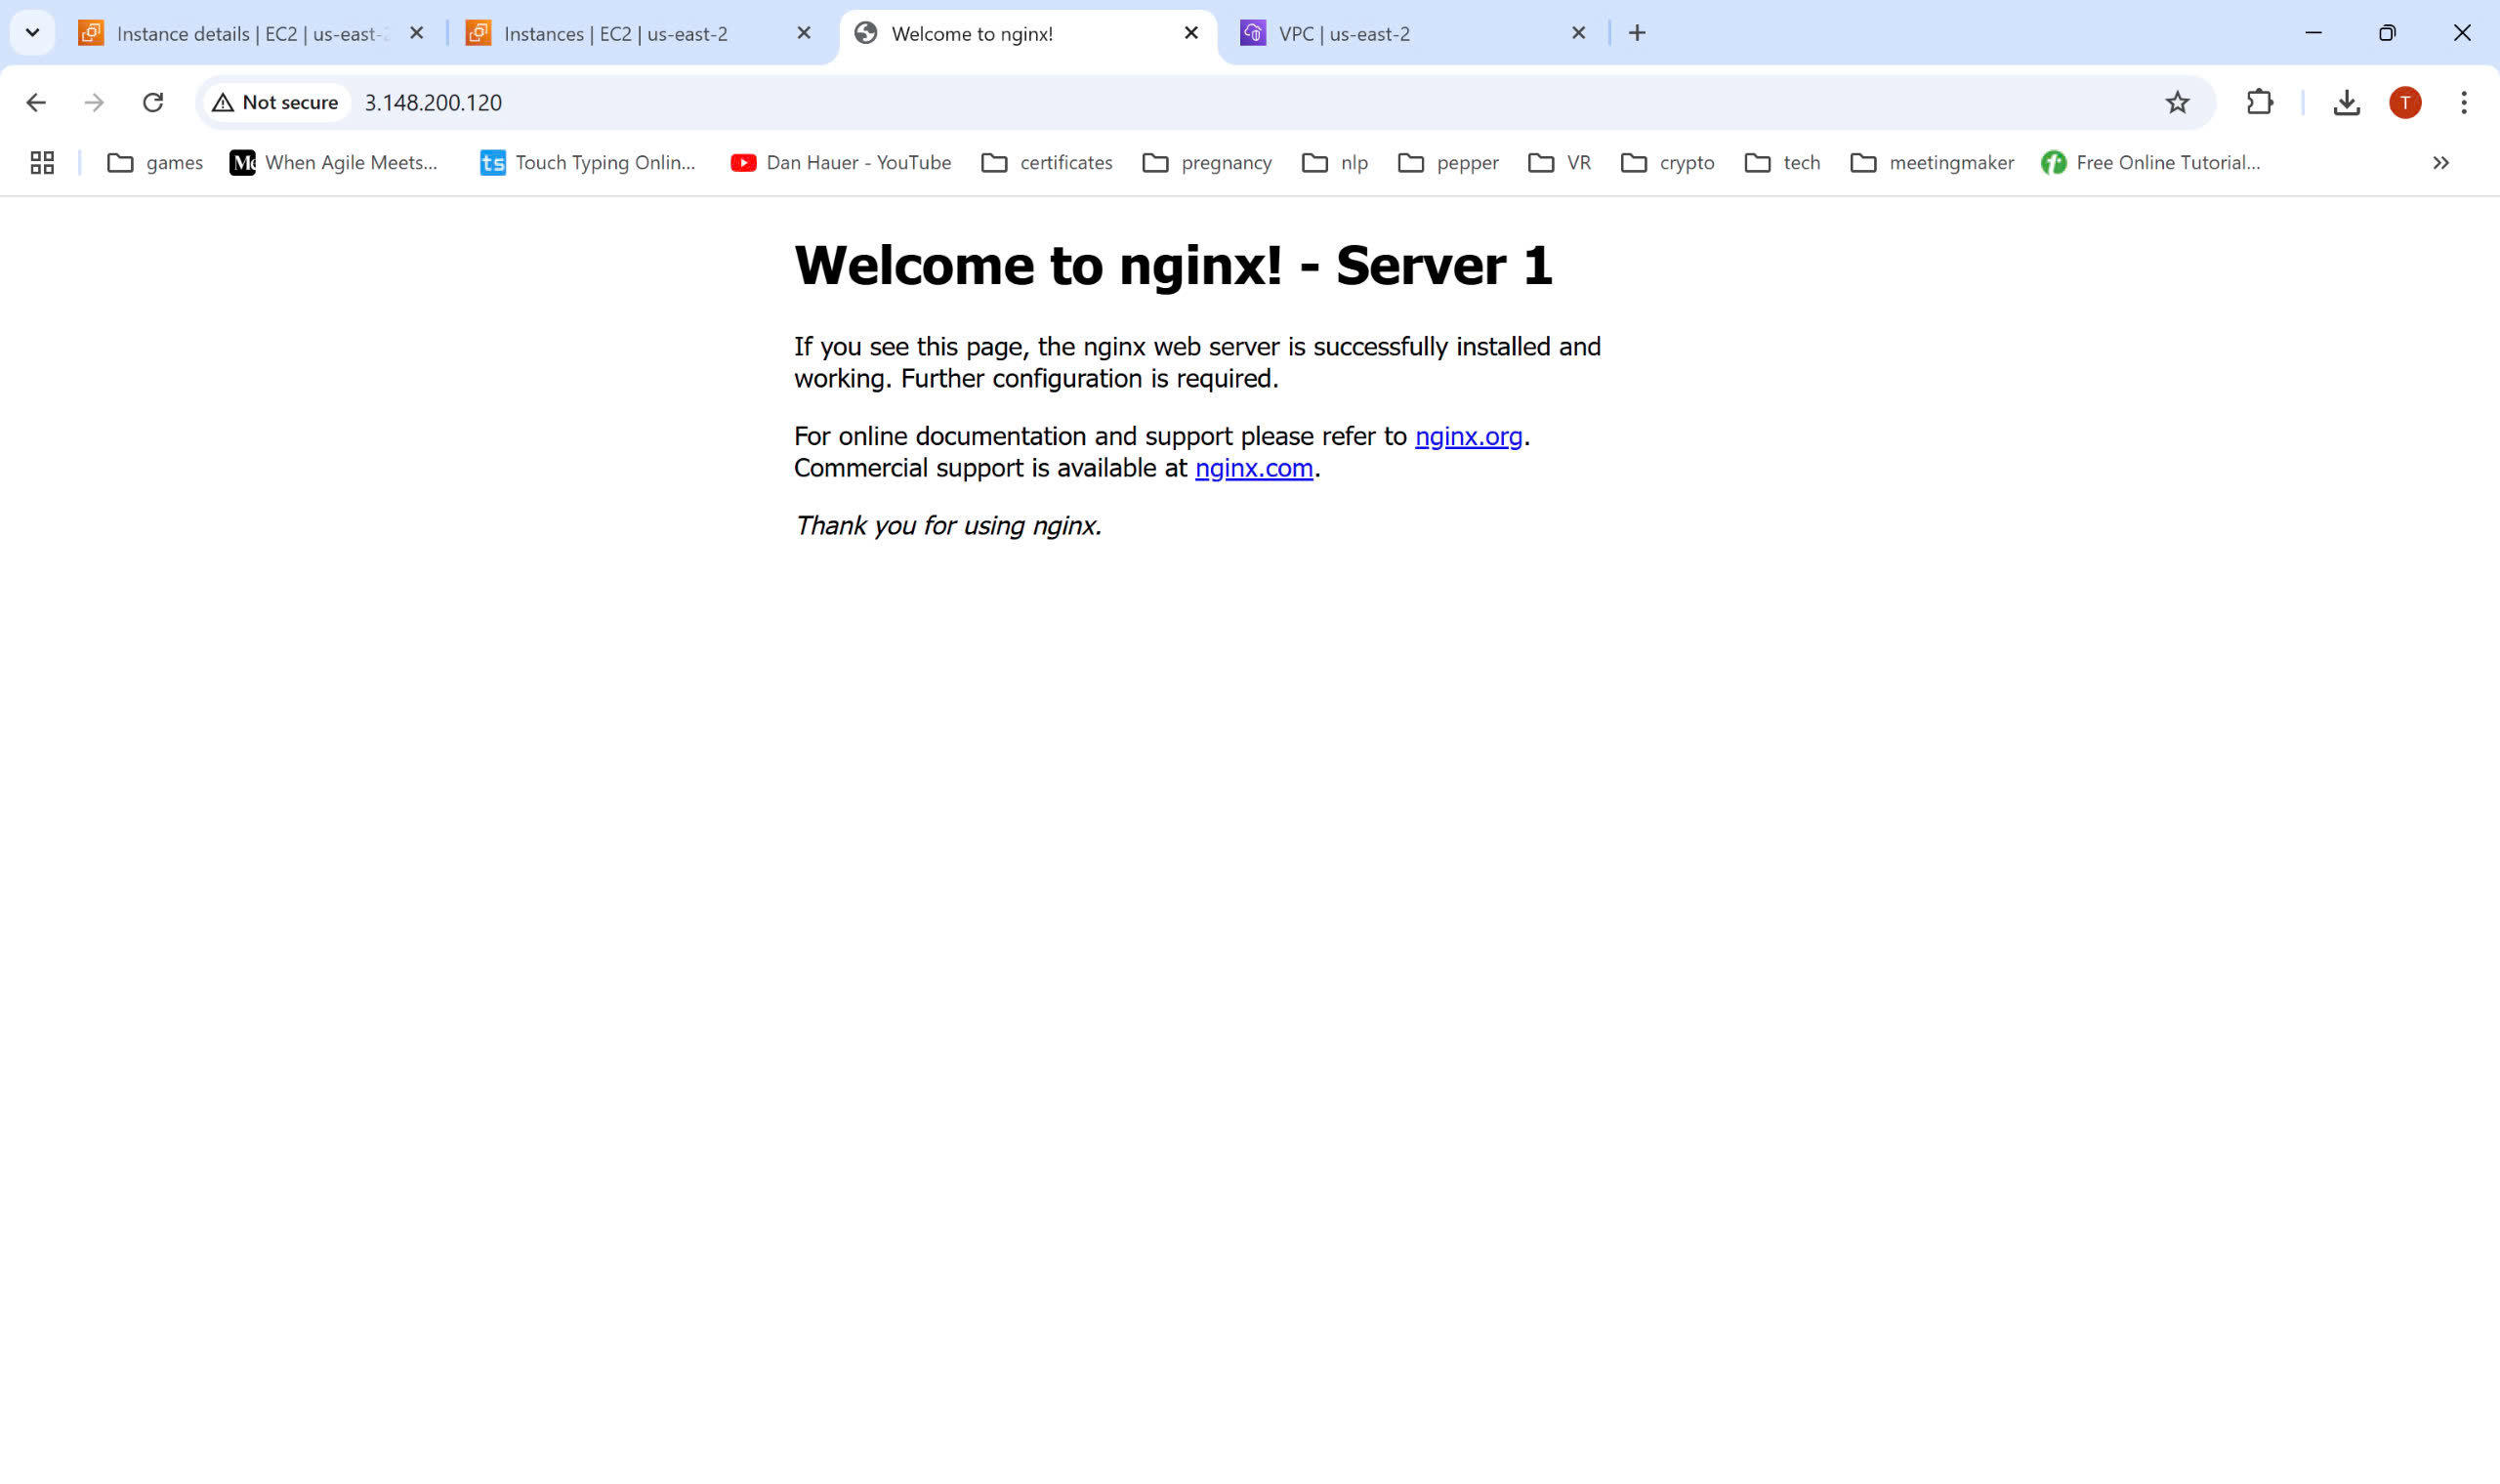 Instance details | EC2 | us-east-2
Instances | EC2 | us-east-2
Welcome to nginx!
VPC | us-east-2
Not secure
3.148.200.120
T
games
Me
When Agile Meets...
ts
Touch Typing Onlin...
Dan Hauer - YouTube
certificates
pregnancy
nlp
pepper
VR
crypto
tech
meetingmaker
Free Online Tutorial...
Welcome to nginx! - Server 1
If you see this page, the nginx web server is successfully installed and
working. Further configuration is required.
For online documentation and support please refer to nginx.org.
Commercial support is available at nginx.com.
Thank you for using nginx.